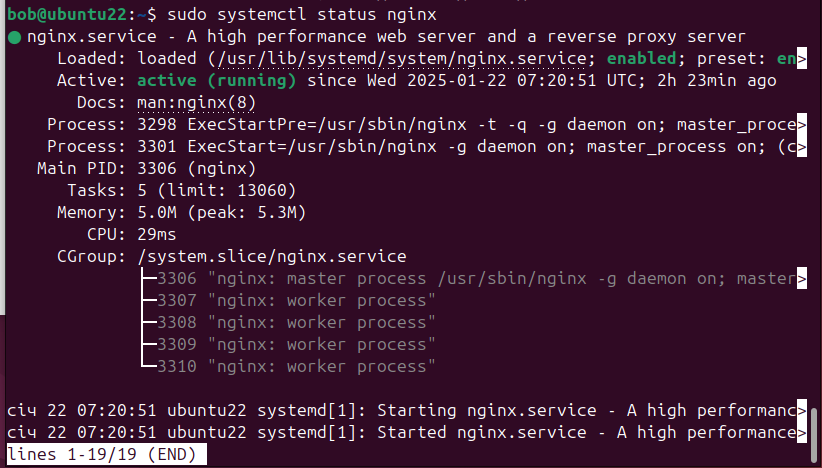 bob@ubuntu22:~$ sudo systemctl status nginx
● nginx.service - A high performance web server and a reverse proxy server
Loaded: loaded (/usr/lib/systemd/system/nginx.service; enabled; preset: en>
Active: active (running) since Wed 2025-01-22 07:20:51 UTC; 2h 23min ago
Docs: man:nginx(8)
Process: 3298 ExecStartPre=/usr/sbin/nginx -t -q -g daemon on; master_proce>
Process: 3301 ExecStart=/usr/sbin/nginx -g daemon on; master_process on; (c>
Main PID: 3306 (nginx)
Tasks: 5 (limit: 13060)
Memory: 5.0M (peak: 5.3M)
CPU: 29ms
CGroup: /system.slice/nginx.service
├─3306 "nginx: master process /usr/sbin/nginx -g daemon on; master>
├─3307 "nginx: worker process"
├─3308 "nginx: worker process"
├─3309 "nginx: worker process"
└─3310 "nginx: worker process"
січ 22 07:20:51 ubuntu22 systemd[1]: Starting nginx.service - A high performanc>
січ 22 07:20:51 ubuntu22 systemd[1]: Started nginx.service - A high performance>
lines 1-19/19 (END)